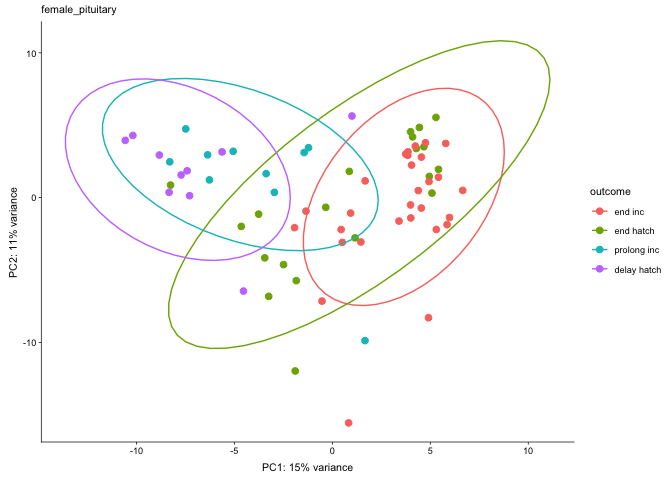 female_pituitary
10
0
-10
PC2: 11% variance
-10
-5
0
5
10
PC1: 15% variance
outcome
end inc
end hatch
prolong inc
delay hatch